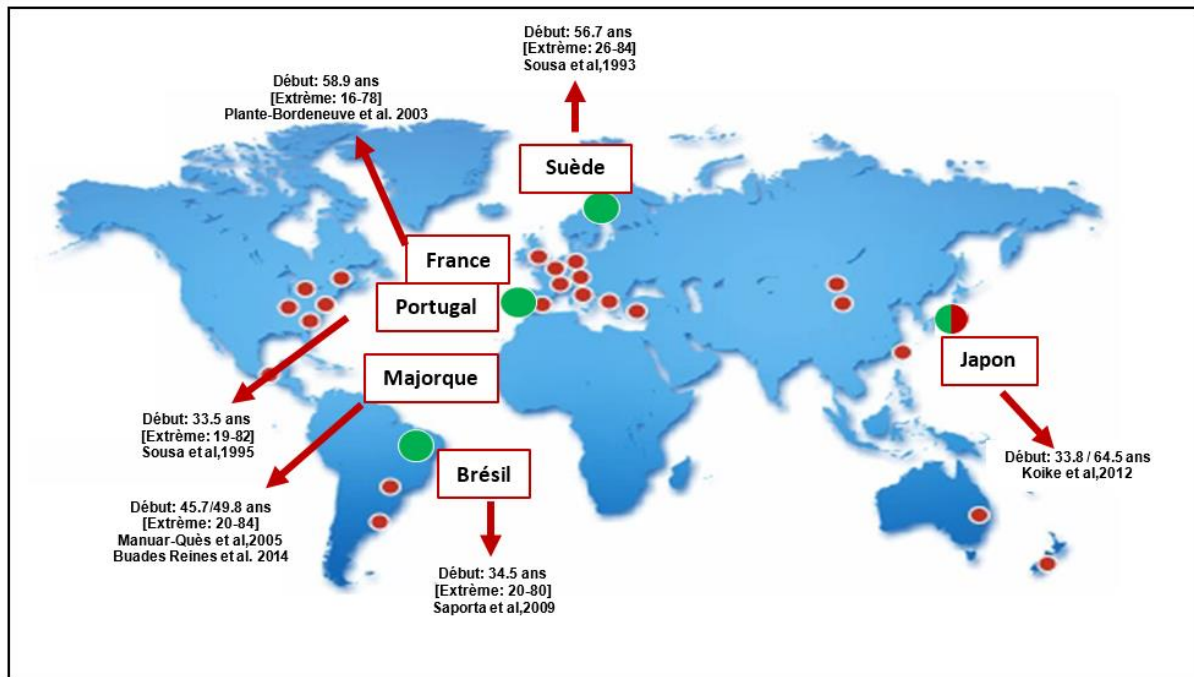 Début: 56.7 ans
[Extrême: 26-84]
Sousa et al,1993
Début: 58.9 ans
[Extrême: 16-78]
Plante-Bordeneuve et al. 2003
Suède
France
Portugal
Majorque
Japon
Début: 33.5 ans
[Extrême: 19-82]
Sousa et al,1995
Brésil
Début: 33.8 / 64.5 ans
Koike et al,2012
Début: 45.7/49.8 ans
[Extrême: 20-84]
Manuar-Quès et al,2005
Buades Reines et al. 2014
Début: 34.5 ans
[Extrême: 20-80]
Saporta et al,2009